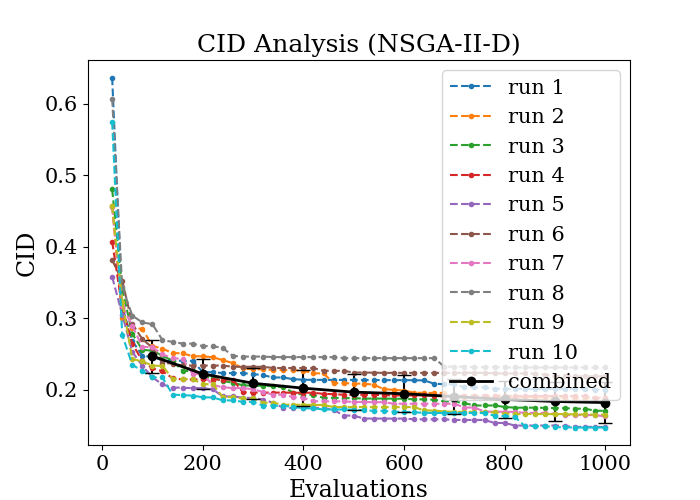 CID Analysis (NSGA-II-D)
CID
0.6
0.5
0.4
0.3
0.2
run 1
run 2
run 3
run 4
run 5
run 6
run 7
run 8
run 9
run 10
combined
0 200 400 600 800 1000
Evaluations